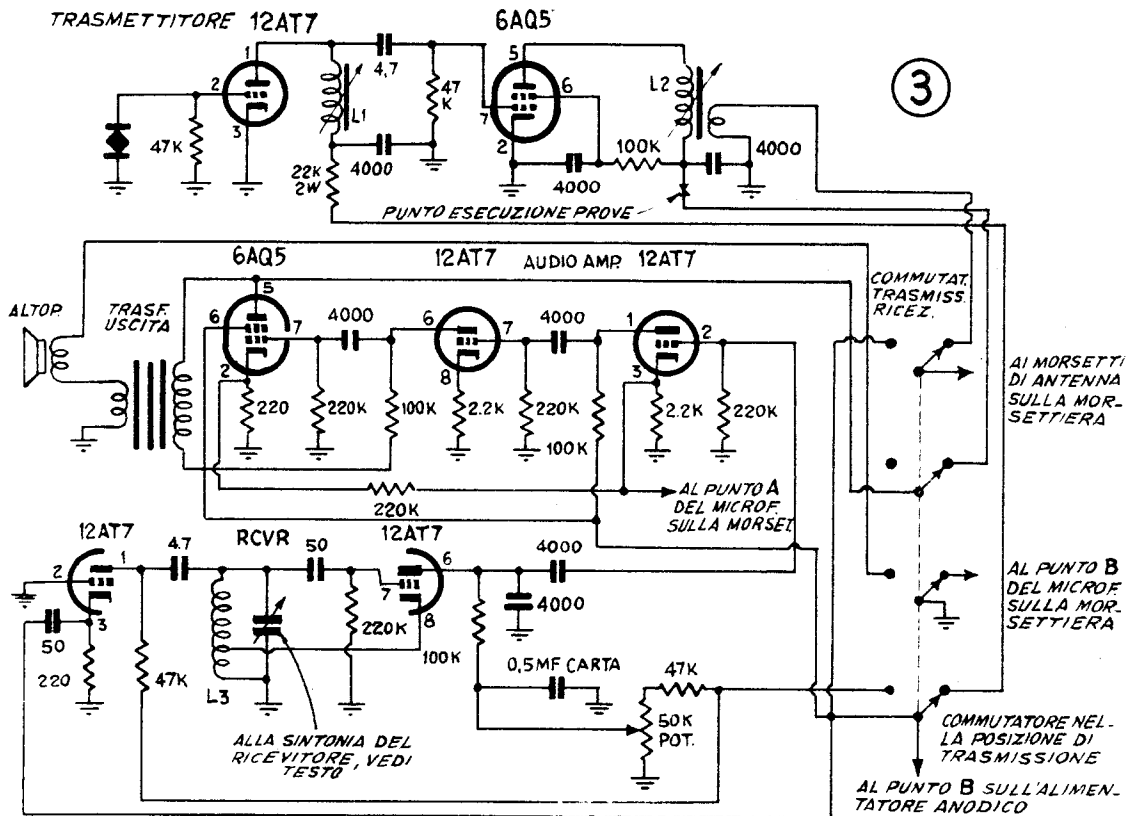 TRASMETTITORE 12AT7
6AQ5
3
1
2
3
47K
L1
4,7
4000
22K
2W
47
K
5
6
7
2
4000
100K
L2
4000
PUNTO ESECUZIONE PROVE
6AQ5
12AT7
AUDIO AMP.
12AT7
ALTOP.
TRASF.
USCITA
5
6
7
2
4000
6
7
8
4000
1
2
3
220
220K
100K
2.2K
220K
100K
2.2K
220K
220K
AL PUNTO A
DEL MICROF.
SULLA MORSET.
COMMUTAT.
TRASMISS.
RICEZ.
AI MORSETTI
DI ANTENNA
SULLA MOR-
SETTIERA
AL PUNTO B
DEL MICROF.
SULLA MOR-
SETTIERA
12AT7
RCVR
12AT7
1
2
3
4.7
50
50
220
47K
L3
220K
6
7
8
100K
4000
4000
0,5MF CARTA
47K
50K
POT.
ALLA SINTONIA DEL
RICEVITORE, VEDI
TESTO
COMMUTATORE NEL-
LA POSIZIONE DI
TRASMISSIONE
AL PUNTO B SULL'ALIMEN-
TATORE ANODICO